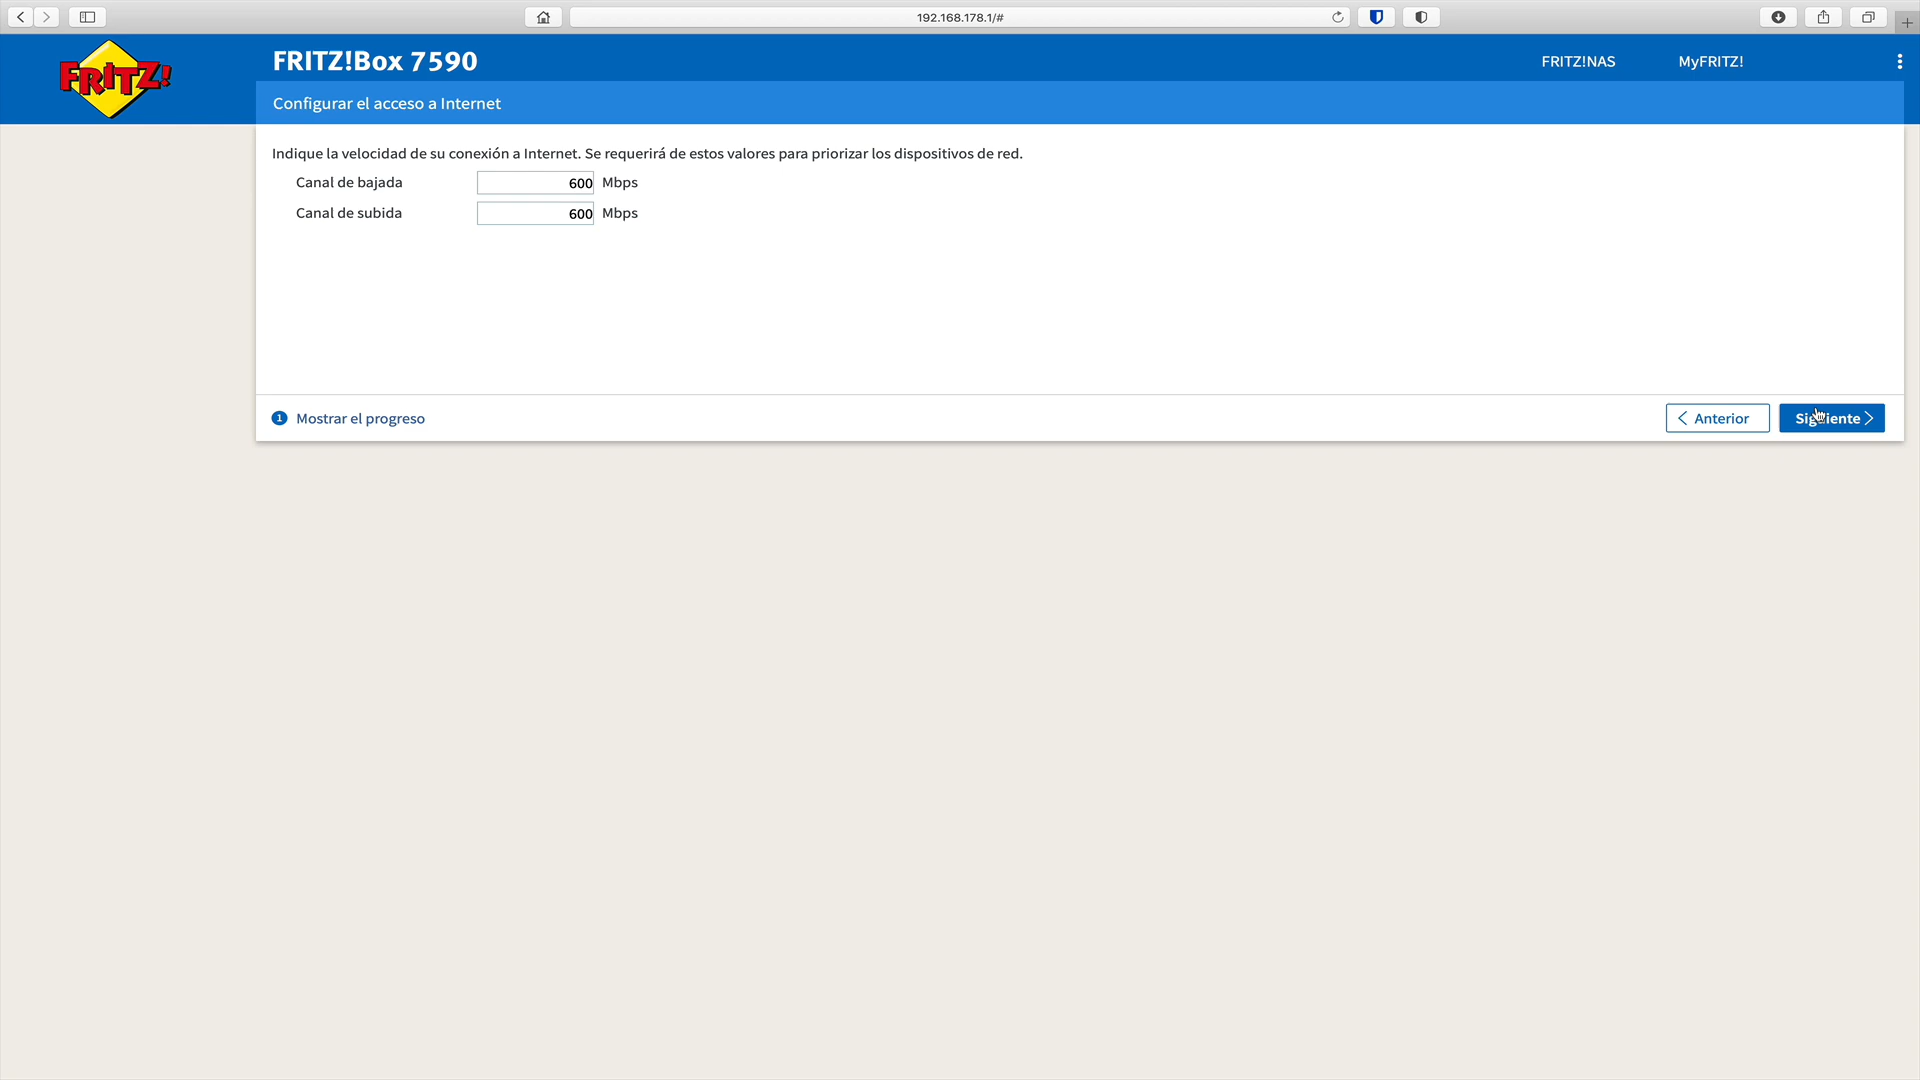 192.168.178.1/#
FRITZ!
FRITZ!Box 7590
FRITZ!NAS
MyFRITZ!
Configurar el acceso a Internet
Indique la velocidad de su conexión a Internet. Se requerirá de estos valores para priorizar los dispositivos de red.
Canal de bajada 600 Mbps
Canal de subida 600 Mbps
1 Mostrar el progreso
Anterior
Siguiente